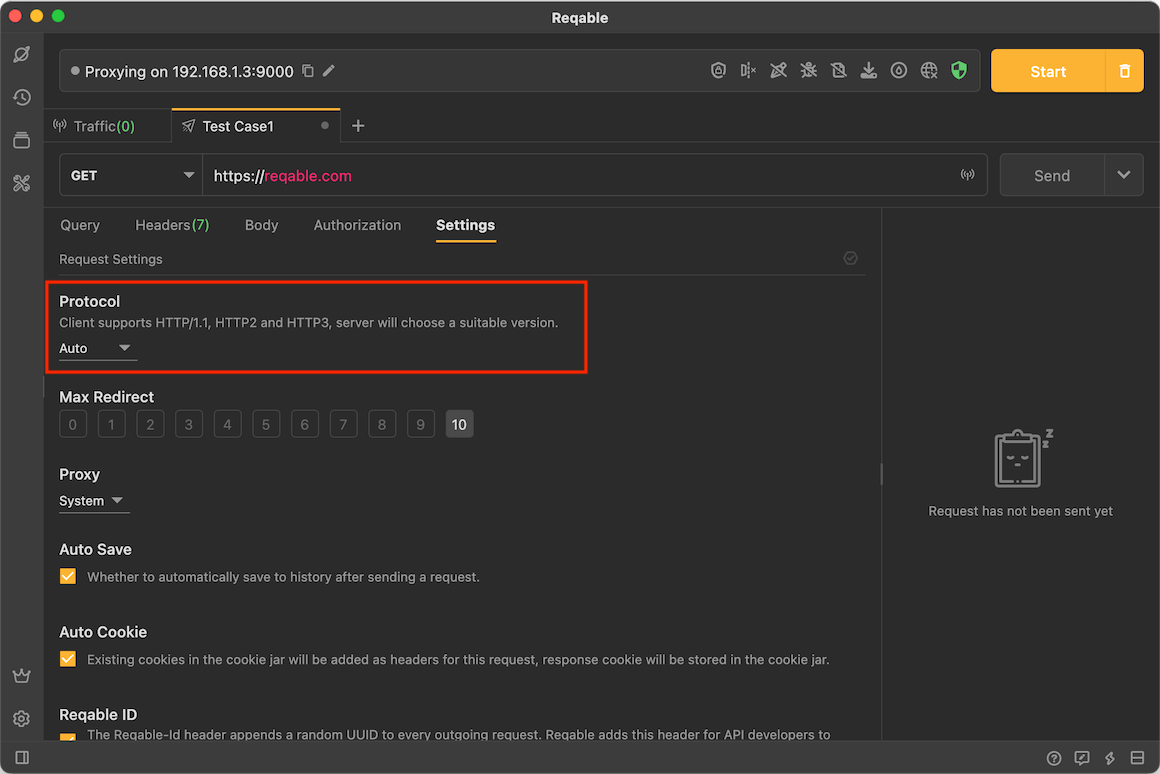 Reqable
Proxying on 192.168.1.3:9000
Start
Traffic(0)
Test Case1
GET
https://reqable.com
Send
Query
Headers(7)
Body
Authorization
Settings
Request Settings
Protocol
Client supports HTTP/1.1, HTTP2 and HTTP3, server will choose a suitable version.
Auto
Max Redirect
0 1 2 3 4 5 6 7 8 9 10
Proxy
System
z
z
Request has not been sent yet
Auto Save
Whether to automatically save to history after sending a request.
Auto Cookie
Existing cookies in the cookie jar will be added as headers for this request, response cookie will be stored in the cookie jar.
Reqable ID
The Reqable-Id header appends a random UUID to every outgoing request. Reqable adds this header for API developers to